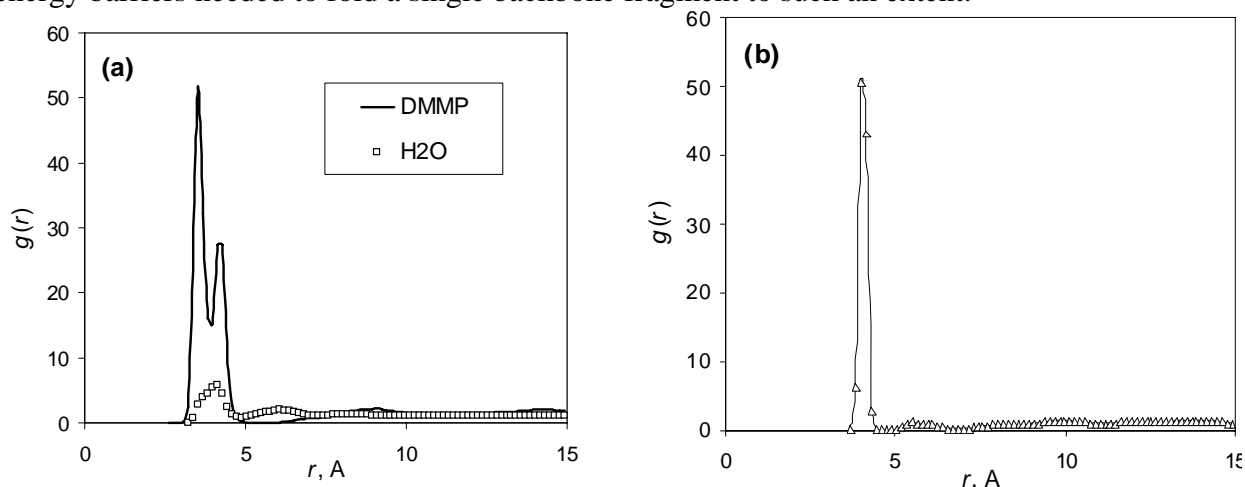 energy barriers needed to fold a single backbone fragment to such an extent.
(a)
DMMP
H2O
g(r)
60
50
40
30
20
10
0
0 5 10 15
r, A
(b)
g(r)
60
50
40
30
20
10
0
0 5 10 15
r, A